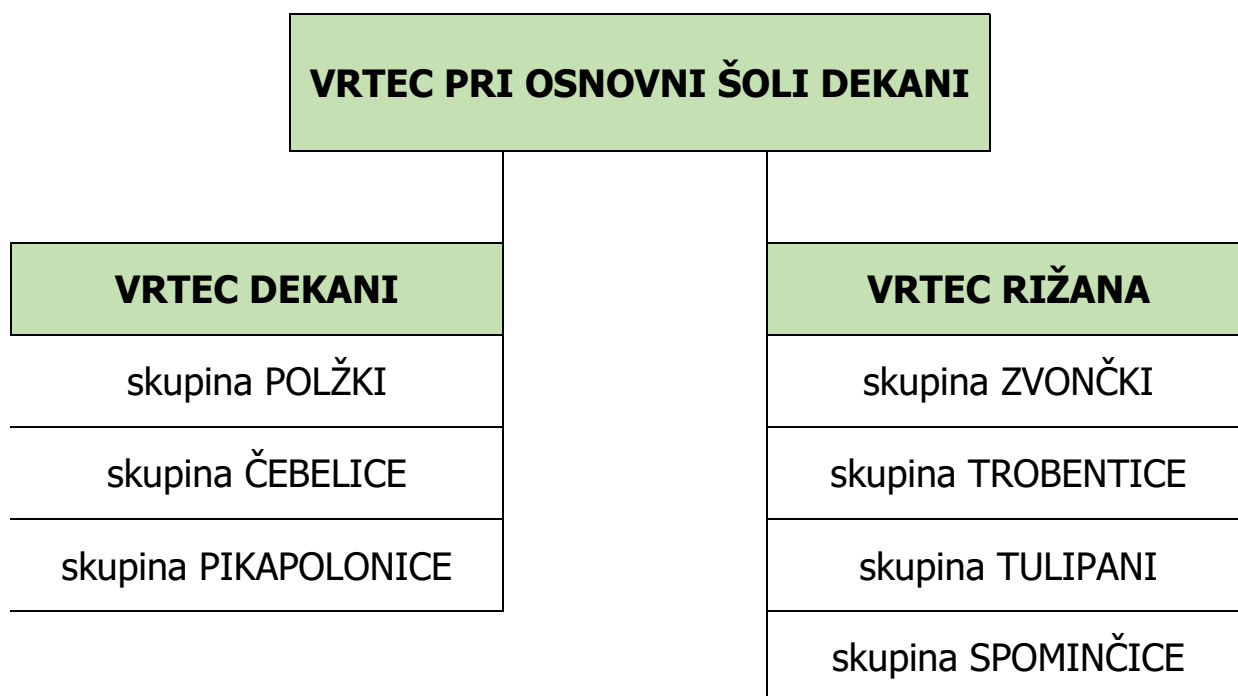 VRTEC PRI OSNOVNI ŠOLI DEKANI
VRTEC DEKANI
skupina POLŽKI
skupina ČEBELICE
skupina PIKAPOLONICE
VRTEC RIŽANA
skupina ZVONČKI
skupina TROBENTICE
skupina TULIPANI
skupina SPOMINČICE